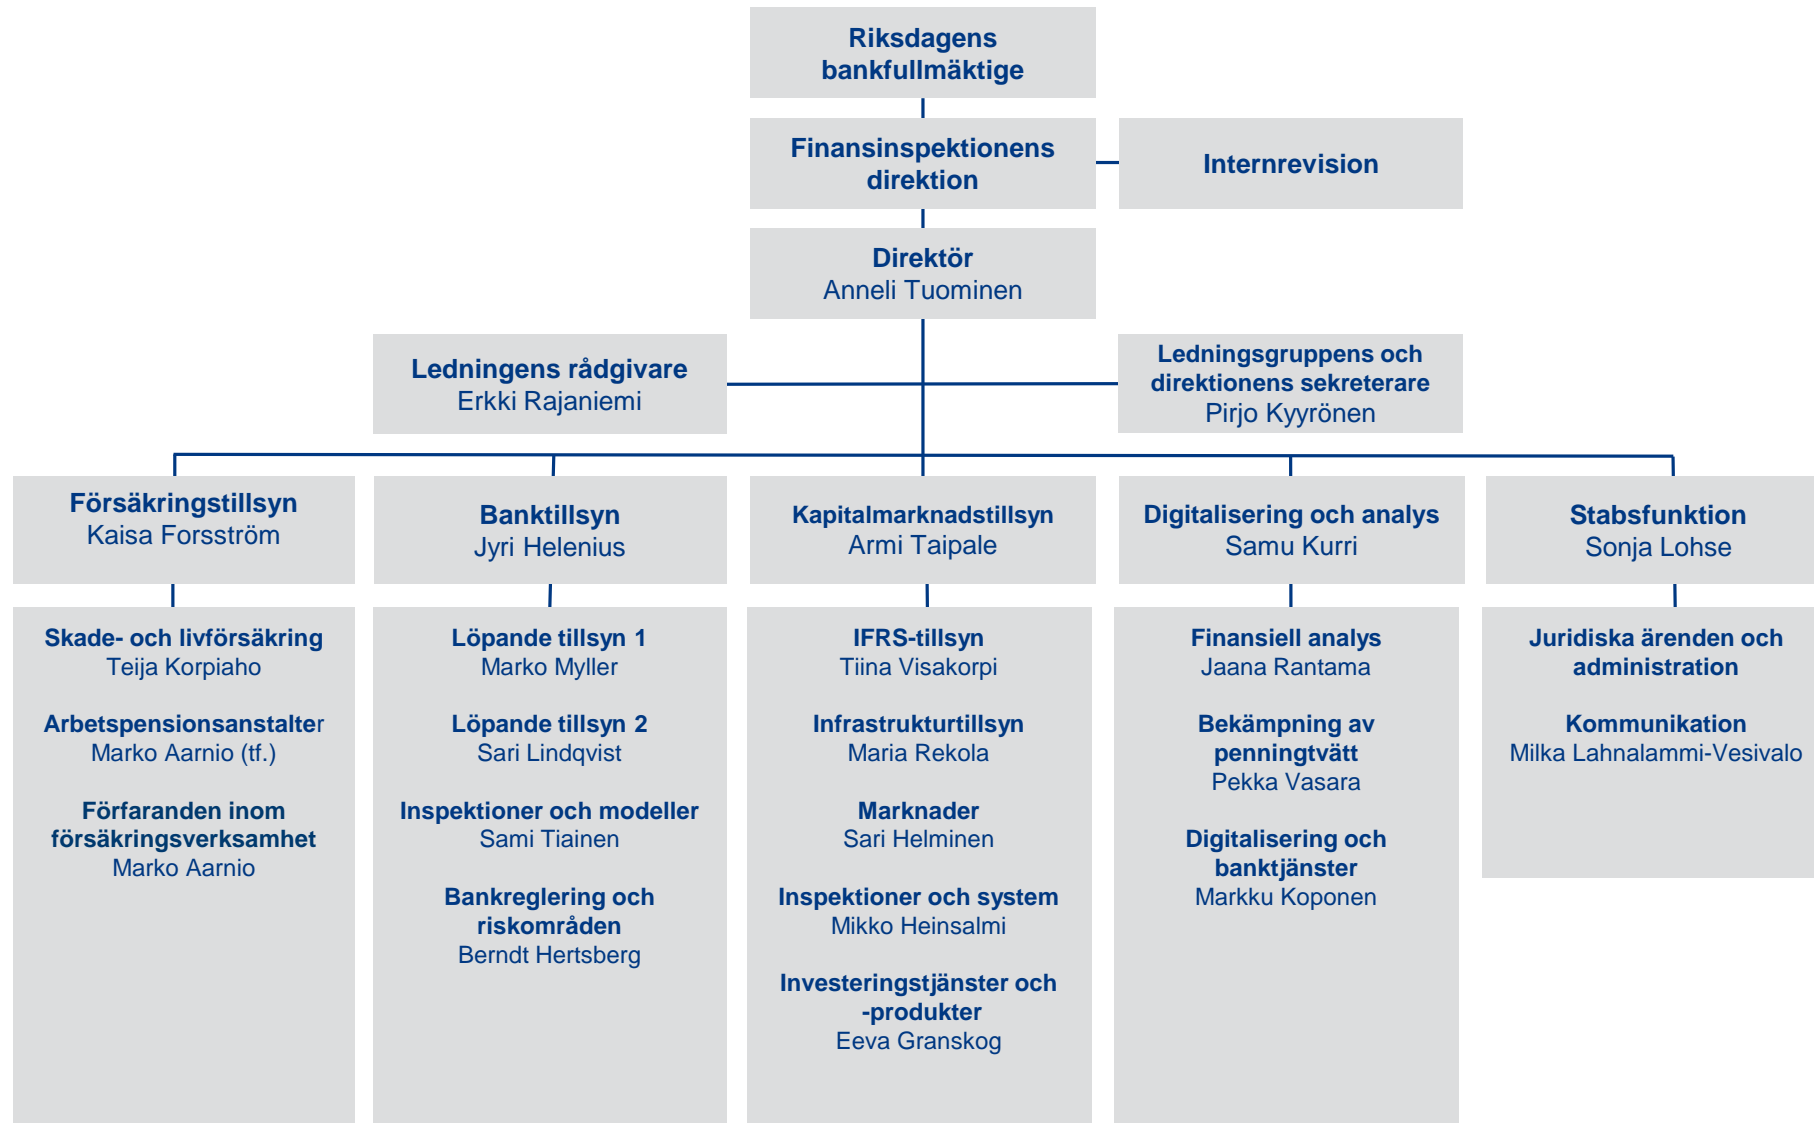 Riksdagens
bankfullmäktige
Finansinspektionens
direktion
Internrevision
Direktör
Anneli Tuominen
Ledningens rådgivare
Erkki Rajaniemi
Ledningsgruppens och
direktionens sekreterare
Pirjo Kyyrönen
Försäkringstillsyn
Kaisa Forsström
Banktillsyn
Jyri Helenius
Kapitalmarknadstillsyn
Armi Taipale
Digitalisering och analys
Samu Kurri
Stabsfunktion
Sonja Lohse
Skade- och livförsäkring
Teija Korpiaho
Arbetspensionsanstalter
Marko Aarnio (tf.)
Förfaranden inom
försäkringsverksamhet
Marko Aarnio
Löpande tillsyn 1
Marko Myller
Löpande tillsyn 2
Sari Lindqvist
Inspektioner och modeller
Sami Tiainen
Bankreglering och
riskområden
Berndt Hertsberg
IFRS-tillsyn
Tiina Visakorpi
Infrastrukturtillsyn
Maria Rekola
Marknader
Sari Helminen
Inspektioner och system
Mikko Heinsalmi
Investeringstjänster och
-produkter
Eeva Granskog
Finansiell analys
Jaana Rantama
Bekämpning av
penningtvätt
Pekka Vasara
Digitalisering och
banktjänster
Markku Koponen
Juridiska ärenden och
administration
Kommunikation
Milka Lahnalammi-Vesivalo